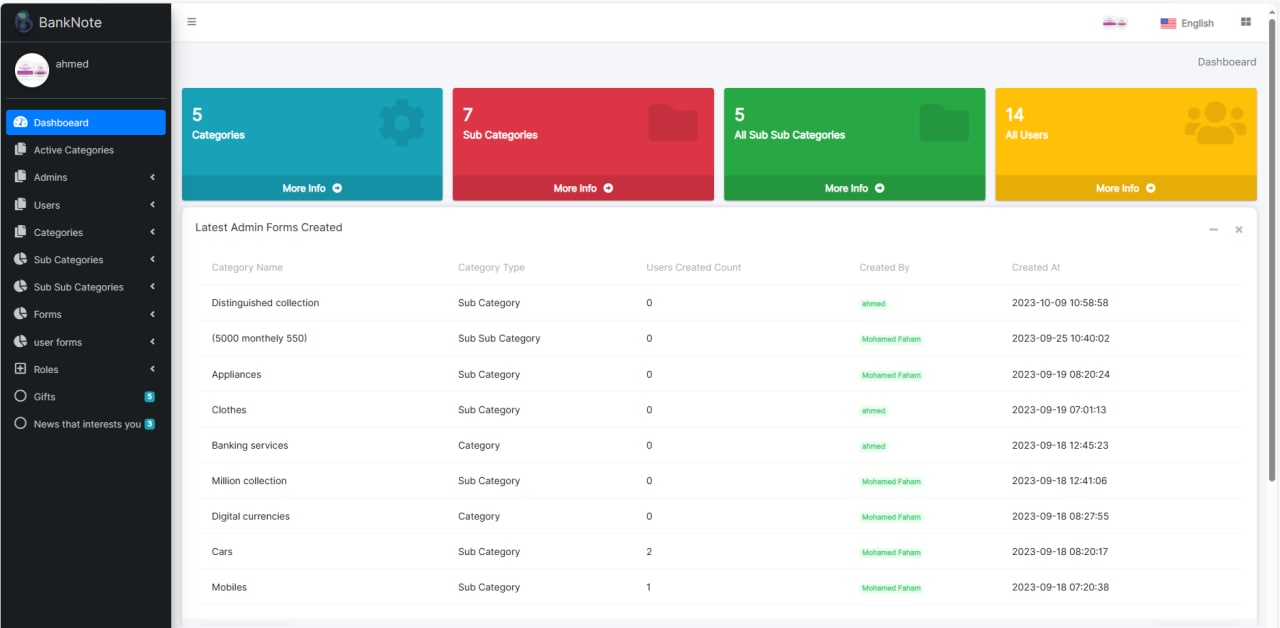 BankNote
English
ahmed
Dashboeard
Dashboeard
Active Categories
Admins
Users
Categories
Sub Categories
Sub Sub Categories
Forms
user forms
Roles
Gifts 5
News that interests you 3
5
Categories
More Info
7
Sub Categories
More Info
5
All Sub Sub Categories
More Info
14
All Users
More Info
Latest Admin Forms Created
Category Name Category Type Users Created Count Created By Created At
Distinguished collection Sub Category 0 ahmed 2023-10-09 10:58:58
(5000 monthely 550) Sub Sub Category 0 Mohamed Faham 2023-09-25 10:40:02
Appliances Sub Category 0 Mohamed Faham 2023-09-19 08:20:24
Clothes Sub Category 0 ahmed 2023-09-19 07:01:13
Banking services Category 0 ahmed 2023-09-18 12:45:23
Million collection Sub Category 0 Mohamed Faham 2023-09-18 12:41:06
Digital currencies Category 0 Mohamed Faham 2023-09-18 08:27:55
Cars Sub Category 2 Mohamed Faham 2023-09-18 08:20:17
Mobiles Sub Category 1 Mohamed Faham 2023-09-18 07:20:38